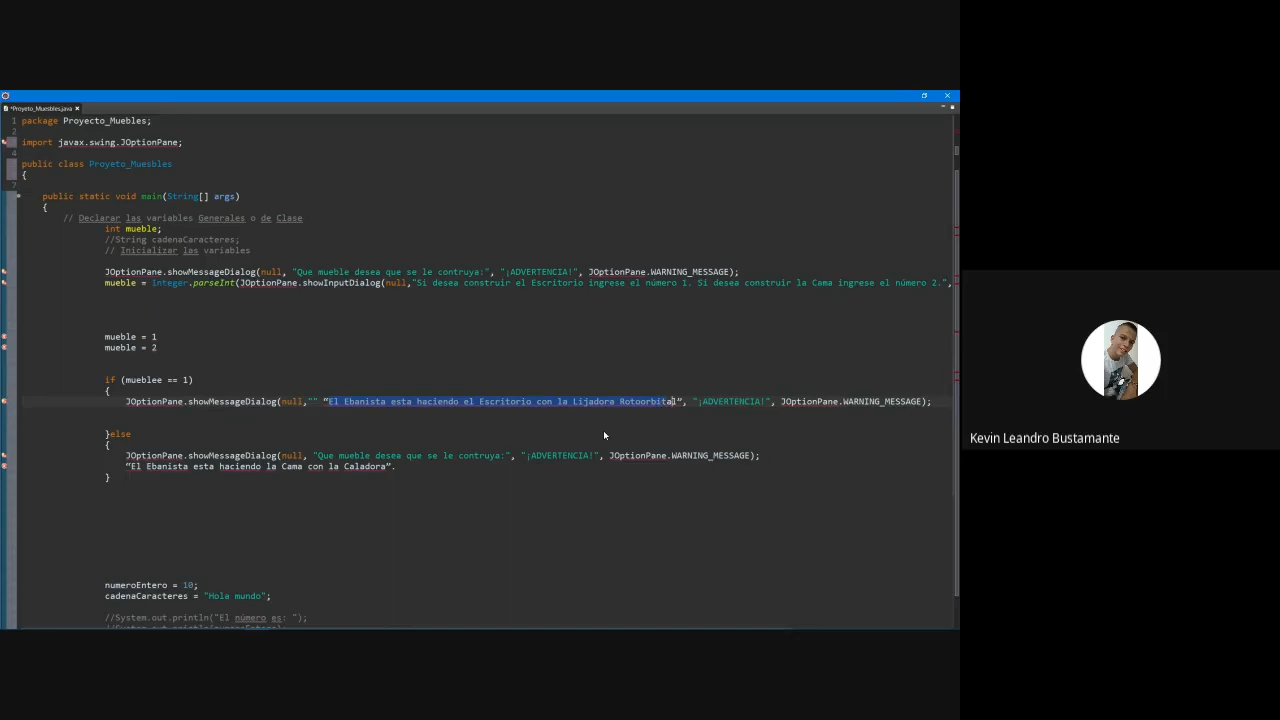 *Proyeto_Muesbles.java
1 package Proyecto_Muebles;
2
import javax.swing.JOptionPane;
4
public class Proyeto_Muesbles
{
7
public static void main(String[] args)
{
// Declarar las variables Generales o de Clase
int mueble;
//String cadenaCaracteres;
// Inicializar las variables
JOptionPane.showMessageDialog(null, "Que mueble desea que se le contruya:", "¡ADVERTENCIA!", JOptionPane.WARNING_MESSAGE);
mueble = Integer.parseInt(JOptionPane.showInputDialog(null,"Si desea construir el Escritorio ingrese el número 1. Si desea construir la Cama ingrese el número 2.",
mueble = 1
mueble = 2
if (mueblee == 1)
{
JOptionPane.showMessageDialog(null,"" “El Ebanista esta haciendo el Escritorio con la Lijadora Rotoorbital”, "¡ADVERTENCIA!", JOptionPane.WARNING_MESSAGE);
}else
{
JOptionPane.showMessageDialog(null, "Que mueble desea que se le contruya:", "¡ADVERTENCIA!", JOptionPane.WARNING_MESSAGE);
“El Ebanista esta haciendo la Cama con la Caladora”.
}
numeroEntero = 10;
cadenaCaracteres = "Hola mundo";
//System.out.println("El número es: ");
Kevin Leandro Bustamante